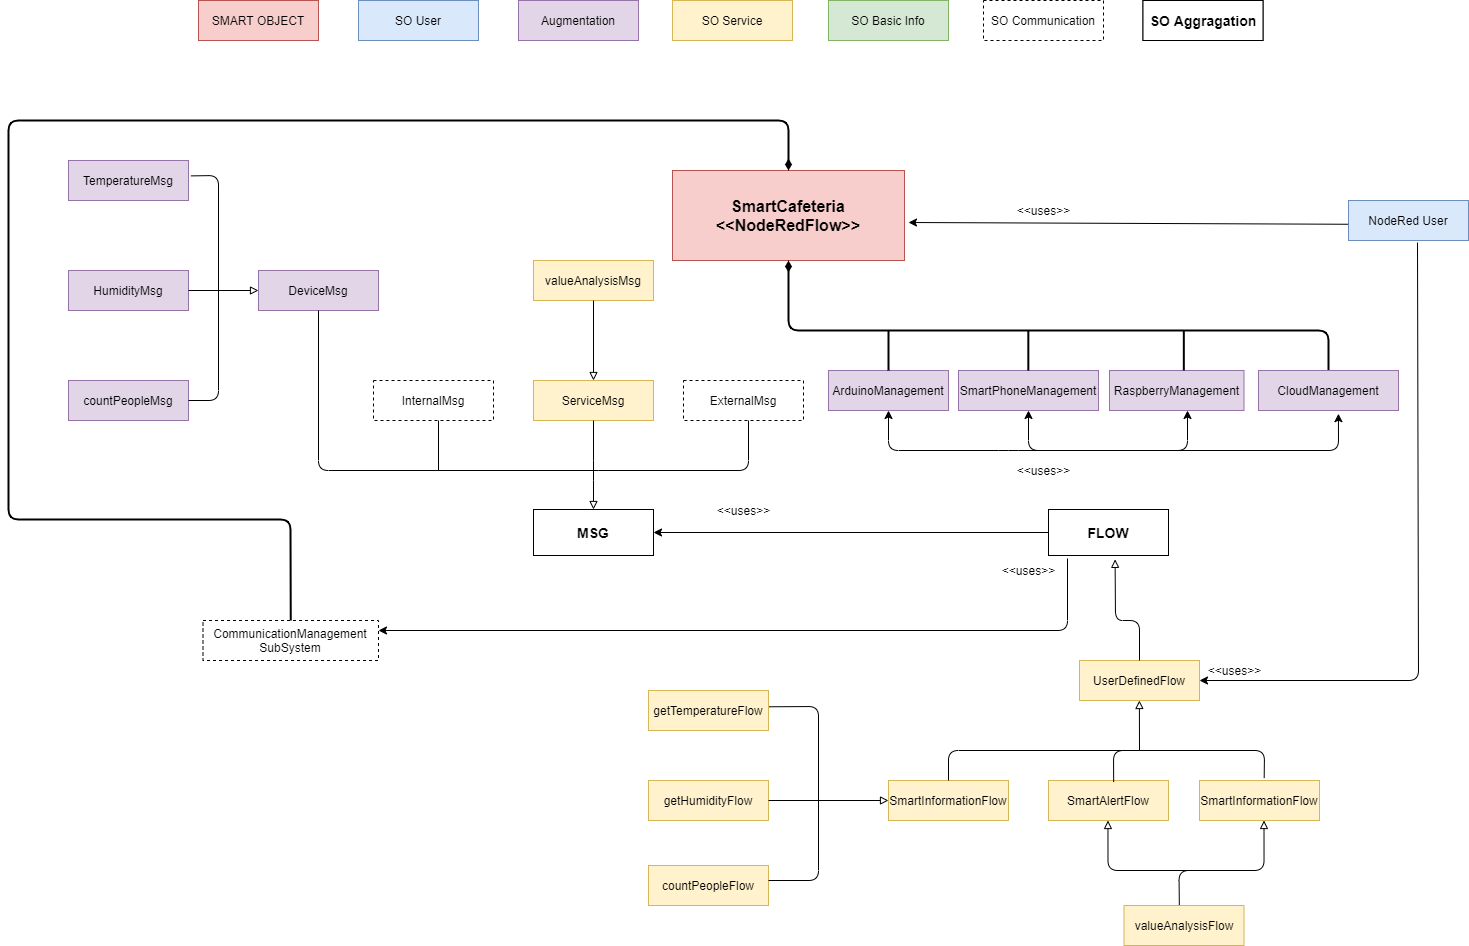 SMART OBJECT
SO User
Augmentation
SO Service
SO Basic Info
SO Communication
SO Aggragation
TemperatureMsg
SmartCafeteria
<<NodeRedFlow>>
<<uses>>
NodeRed User
HumidityMsg
DeviceMsg
valueAnalysisMsg
countPeopleMsg
InternalMsg
ServiceMsg
ExternalMsg
ArduinoManagement
SmartPhoneManagement
RaspberryManagement
CloudManagement
<<uses>>
MSG
<<uses>>
FLOW
<<uses>>
CommunicationManagement
SubSystem
UserDefinedFlow
<<uses>>
getTemperatureFlow
getHumidityFlow
SmartInformationFlow
SmartAlertFlow
SmartInformationFlow
countPeopleFlow
valueAnalysisFlow